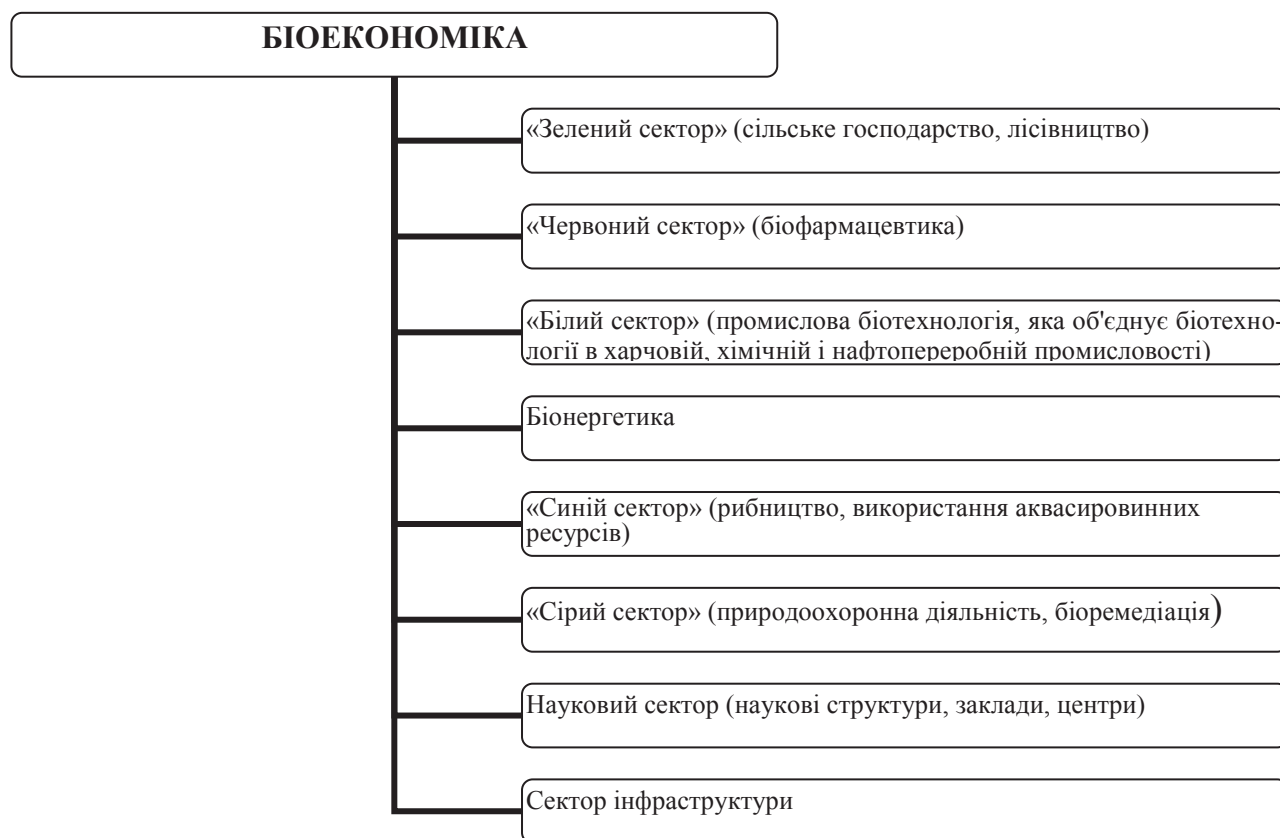 БІОЕКОНОМІКА
«Зелений сектор» (сільське господарство, лісівництво)
«Червоний сектор» (біофармацевтика)
«Білий сектор» (промислова біотехнологія, яка об'єднує біотехно-
логії в харчовій, хімічній і нафтопереробній промисловості)
Біонергетика
«Синій сектор» (рибництво, використання аквасировинних
ресурсів)
«Сірий сектор» (природоохоронна діяльність, біоремедіація)
Науковий сектор (наукові структури, заклади, центри)
Сектор інфраструктури